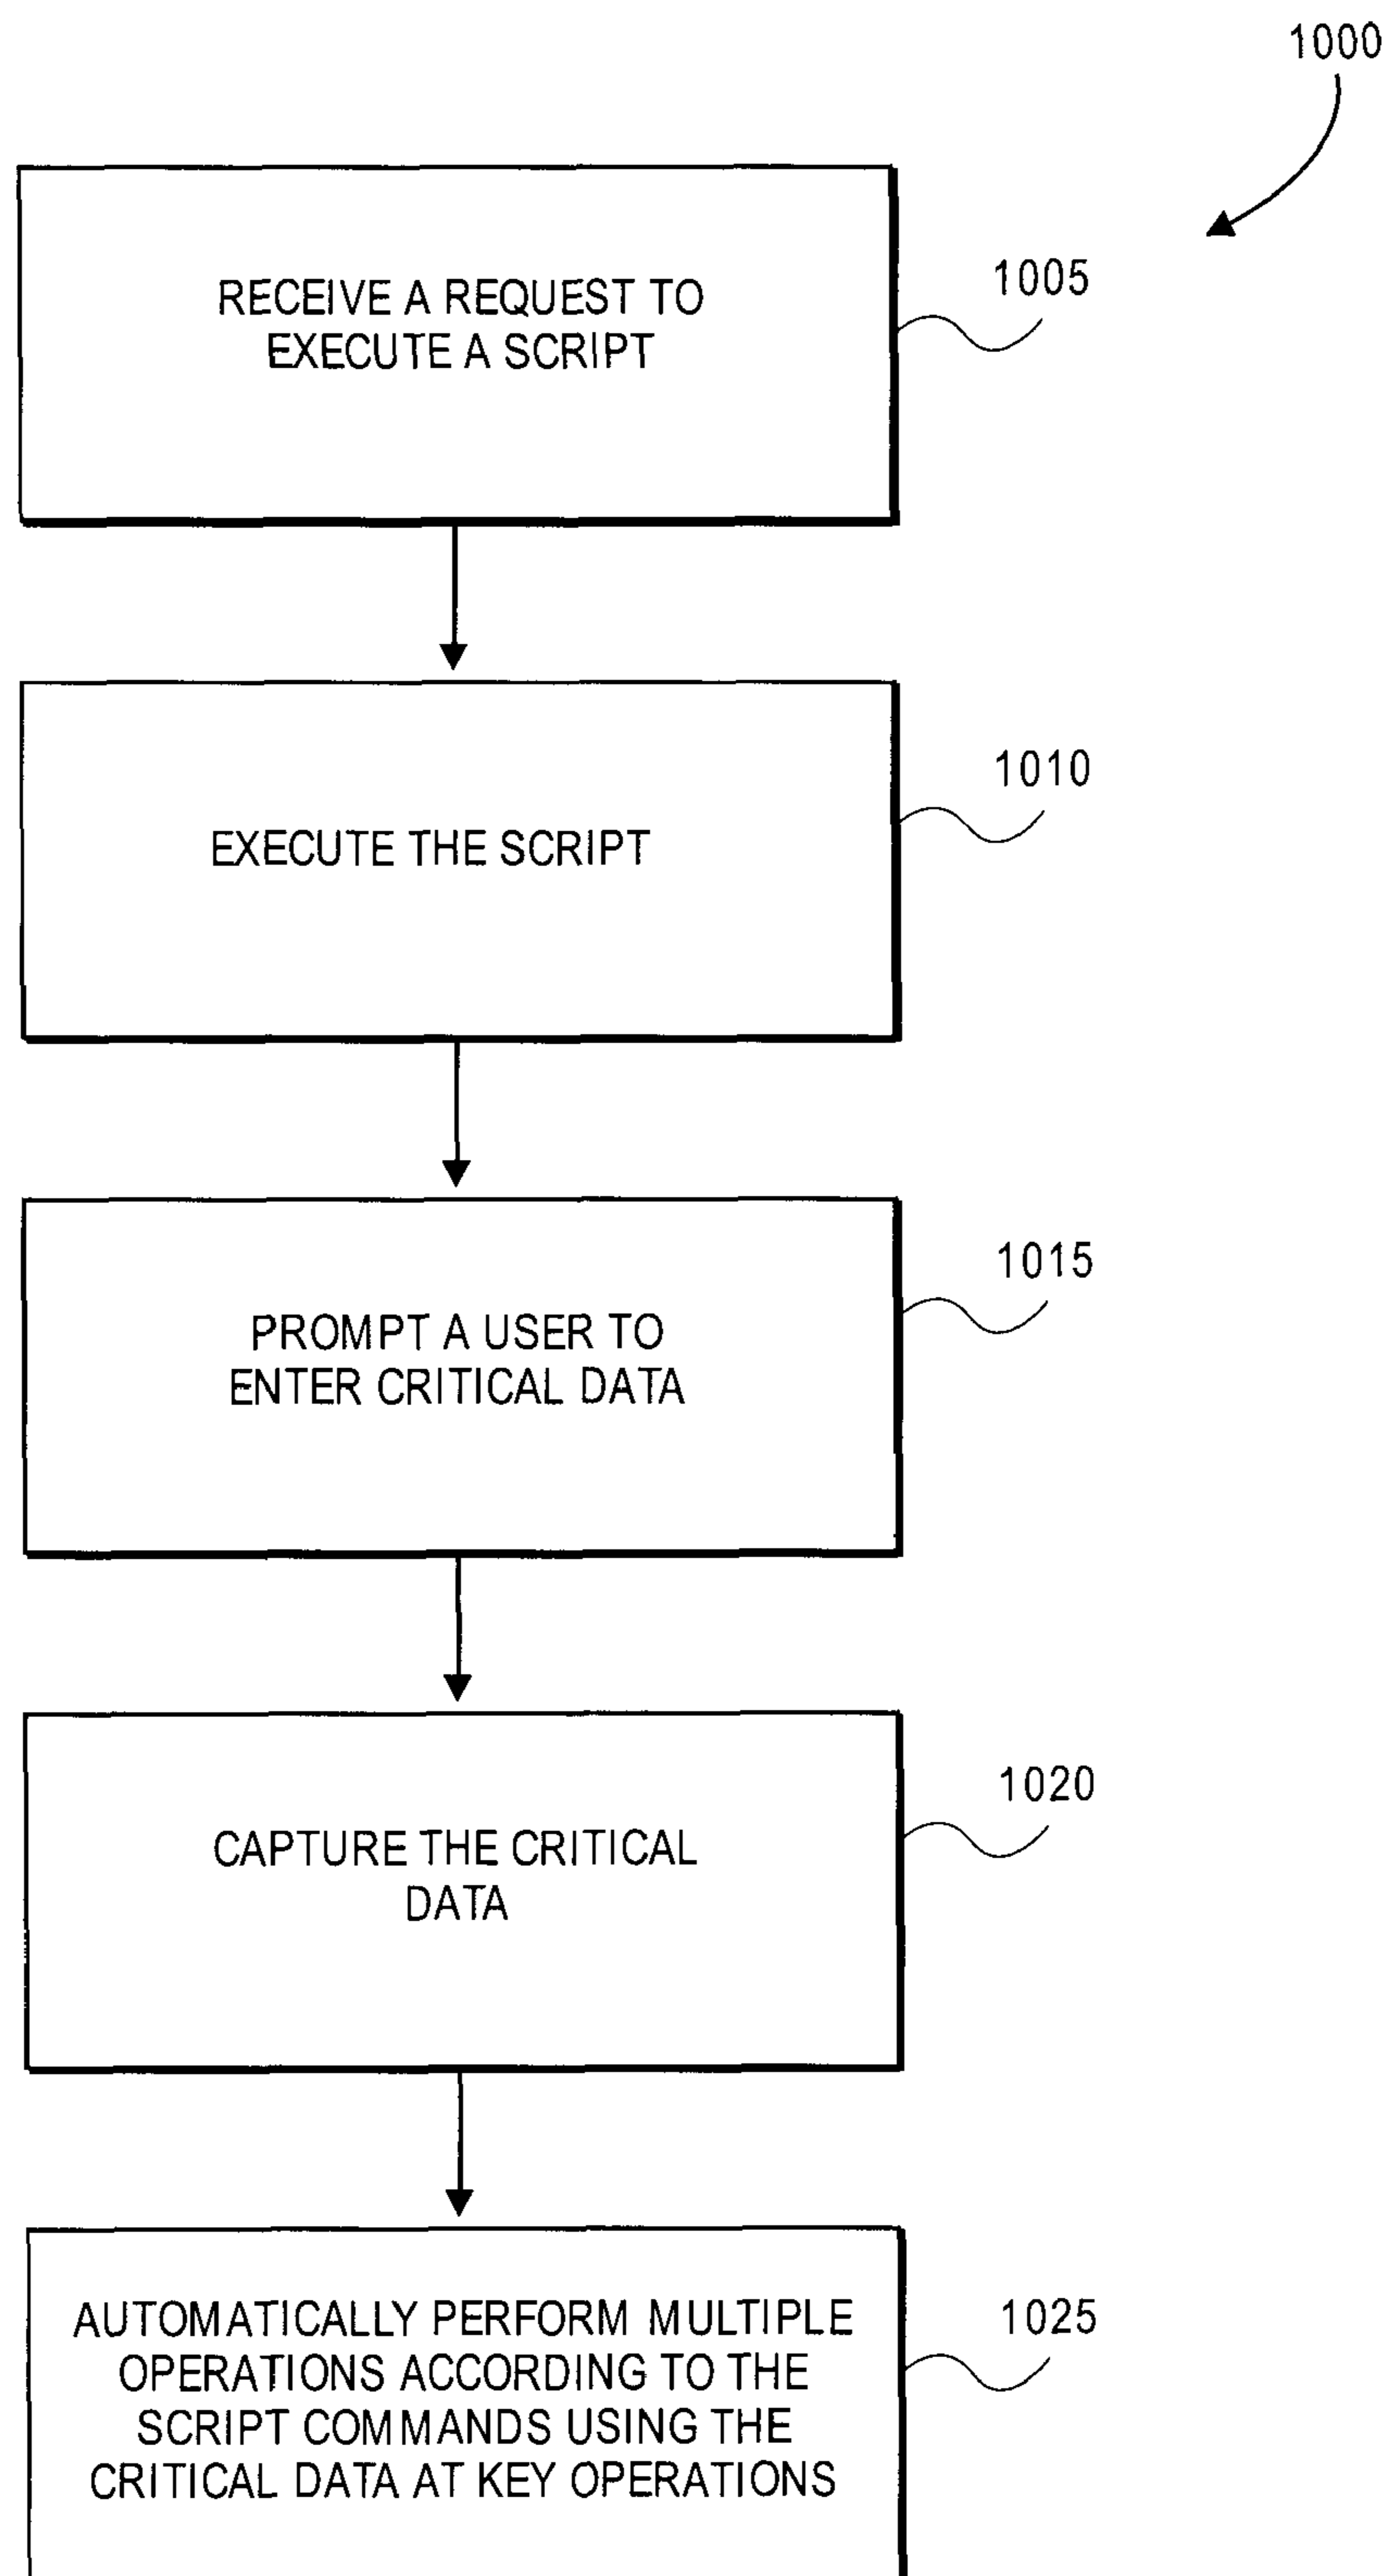 1000
RECEIVE A REQUEST TO
EXECUTE A SCRIPT
1005
EXECUTE THE SCRIPT
1010
PROMPT A USER TO
ENTER CRITICAL DATA
1015
CAPTURE THE CRITICAL
DATA
1020
AUTOMATICALLY PERFORM MULTIPLE
OPERATIONS ACCORDING TO THE
SCRIPT COMMANDS USING THE
CRITICAL DATA AT KEY OPERATIONS
1025